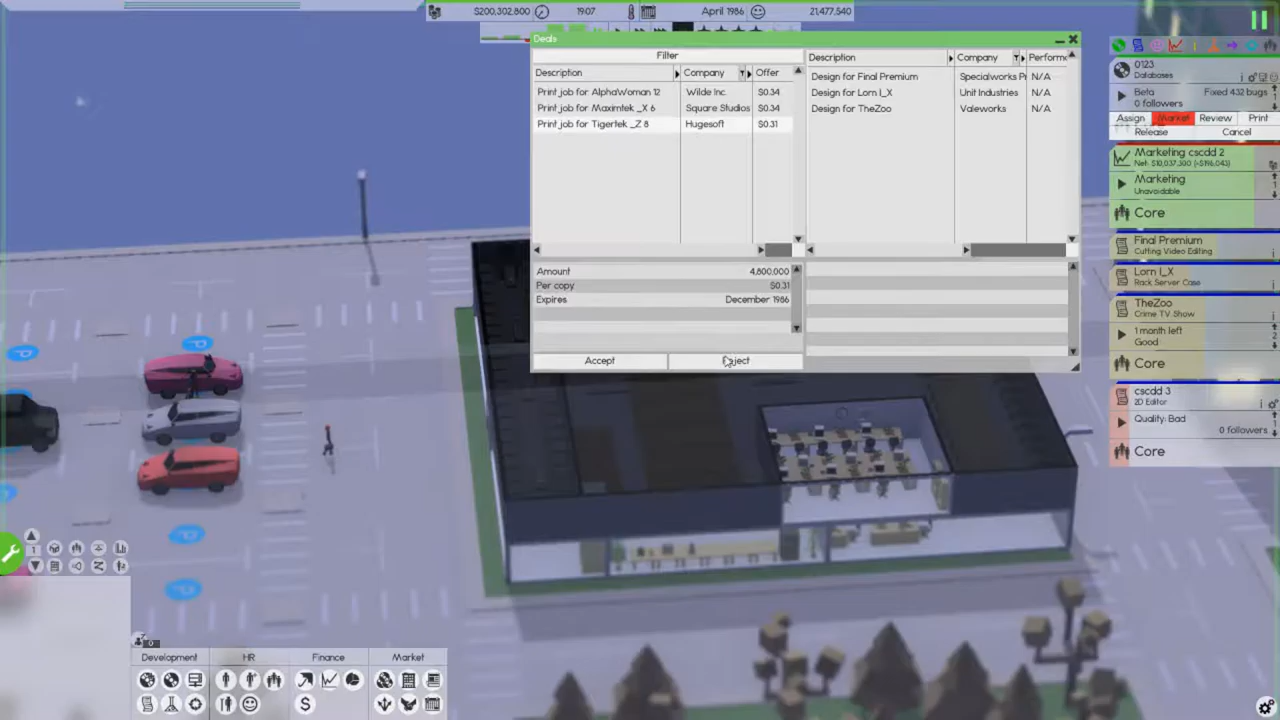 $200,302,800 19:07 April 1986 21,477,540
Deals
Filter
Description Company Offer
Print job for AlphaWoman 12 Wilde Inc. $0.34
Print job for Maximtek _X 6 Square Studios $0.34
Print job for Tigertek _Z 8 Hugesoft $0.31
Amount 4,800,000
Per copy $0.31
Expires December 1986
Accept
Description Company Perform
Design for Final Premium Specialworks Pr N/A
Design for Lorn I_X Unit Industries N/A
Design for TheZoo Valeworks N/A
0123
Databases
Beta Fixed 432 bugs
0 followers
Assign Market Review Print
Release Cancel
Marketing cscdd 2
Marketing
Unavoidable
Core
Final Premium
Cutting Video Editing
Lorn I_X
Rack Server Case
TheZoo
Crime TV Show
1 month left
Good
Core
cscdd 3
2D Editor
Quality: Bad
0 followers
Core
1
Development HR Finance Market